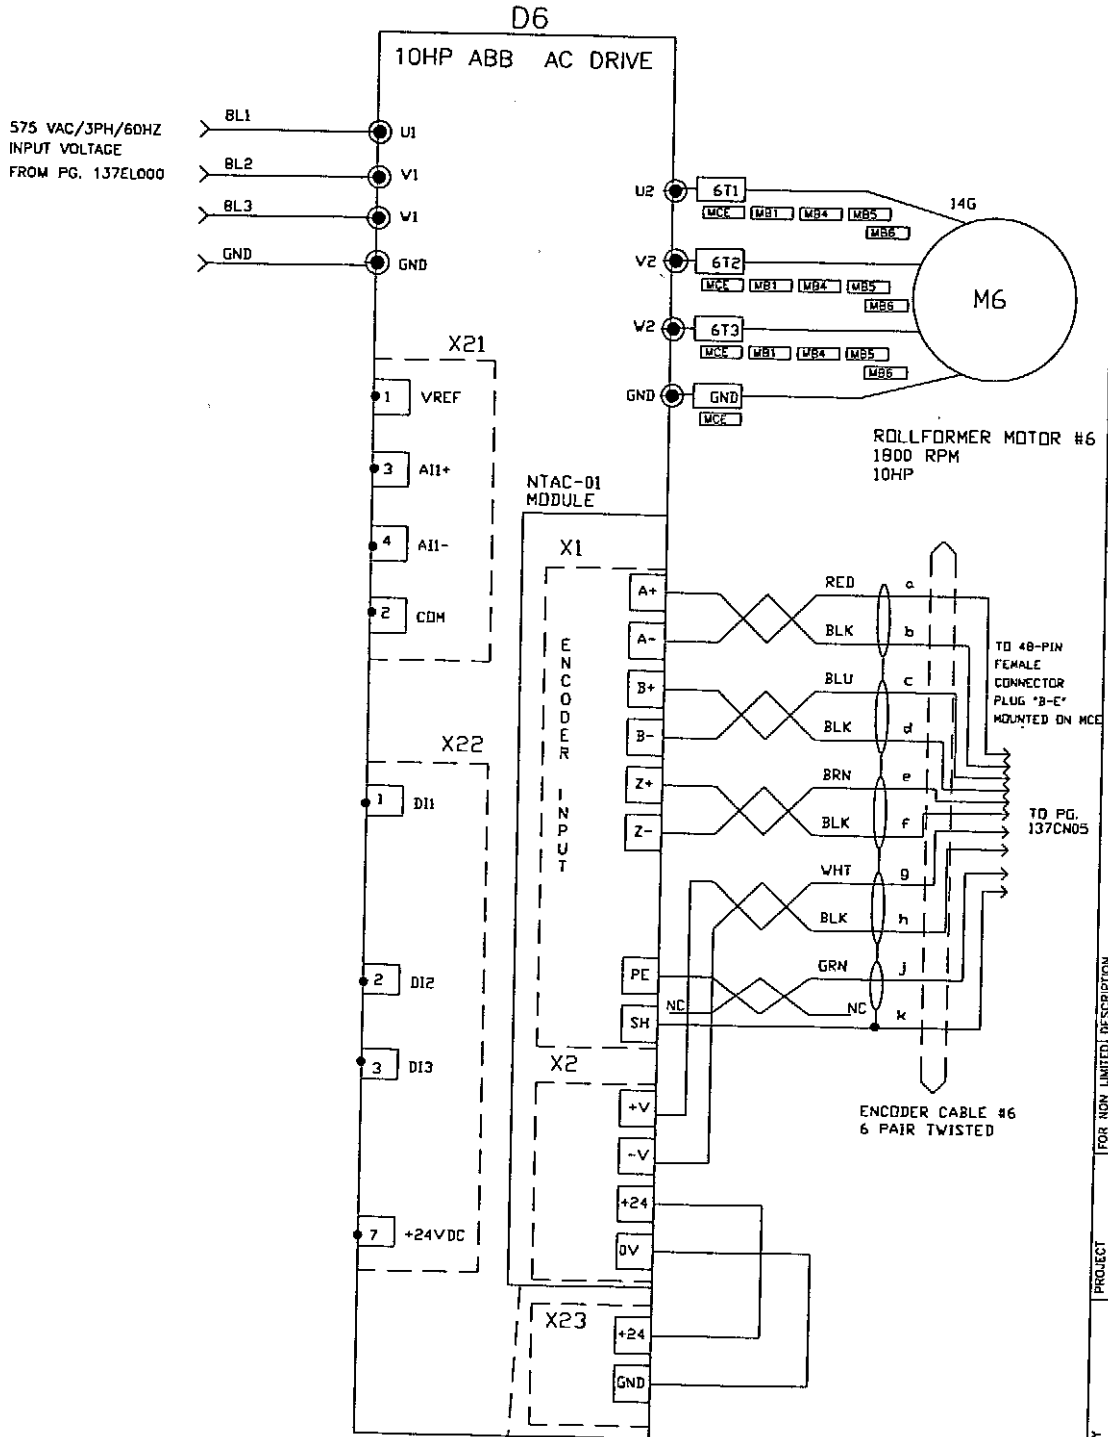 D6
10HP ABB AC DRIVE
575 VAC/3PH/60HZ
INPUT VOLTAGE
FROM PG. 137EL000
BL1
U1
BL2
V1
BL3
W1
GND
GND
U2
6T1
14G
MCE MB1 MB4 MB5
MB6
V2
6T2
MCE MB1 MB4 MB5
MB6
W2
6T3
MCE MB1 MB4 MB5
MB6
GND
GND
MCE
M6
ROLLFORMER MOTOR #6
1800 RPM
10HP
X21
1 VREF
3 AI1+
4 AI1-
2 COM
X22
1 DI1
2 DI2
3 DI3
7 +24VDC
NTAC-01
MODULE
X1
ENCODER INPUT
A+
RED a
A-
BLK b
B+
BLU c
B-
BLK d
Z+
BRN e
Z-
BLK f
WHT g
BLK h
PE
GRN j
NC
NC
SH
k
TO 48-PIN
FEMALE
CONNECTOR
PLUG "B-E"
MOUNTED ON MCE
TO PG.
137CN05
ENCODER CABLE #6
6 PAIR TWISTED
X2
+V
-V
+24
0V
X23
+24
GND
FOR NON LIMITED DESCRIPTION
PROJECT